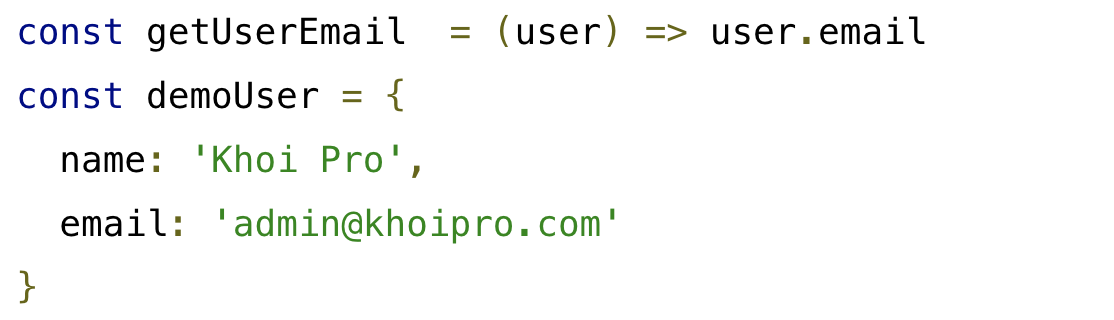 const getUserEmail  = (user) => user.email
const demoUser = {
  name: 'Khoi Pro',
  email: 'admin@khoipro.com'
}